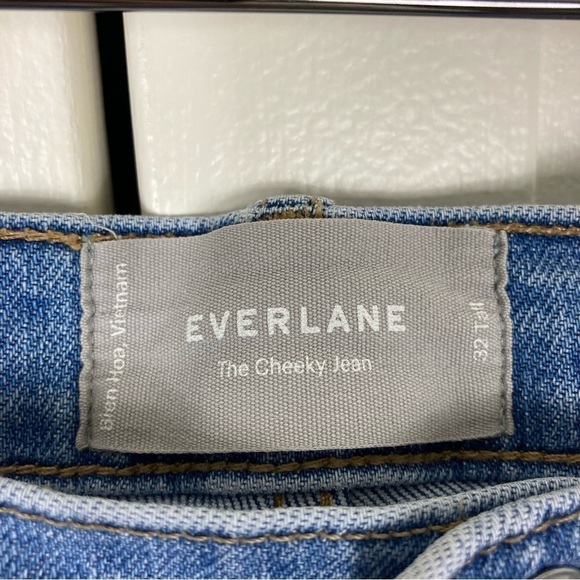 EVERLANE
The Cheeky Jean
Bien Hoa, Vietnam
32 Tall